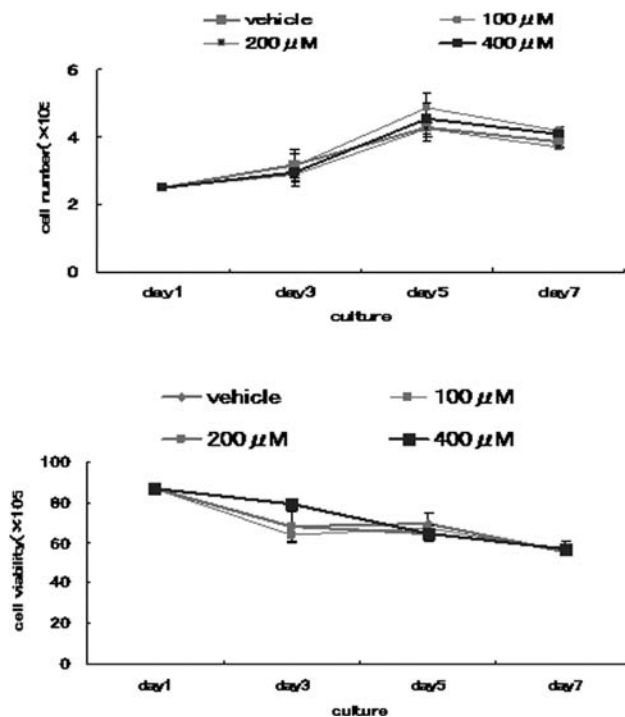 vehicle 100 μM
200 μM 400 μM
6
4
2
0
cell number(×105
day1 day3 day5 day7
culture
vehicle 100 μM
200 μM 400 μM
100
80
60
40
20
0
cell viability(×105
day1 day3 day5 day7
culture